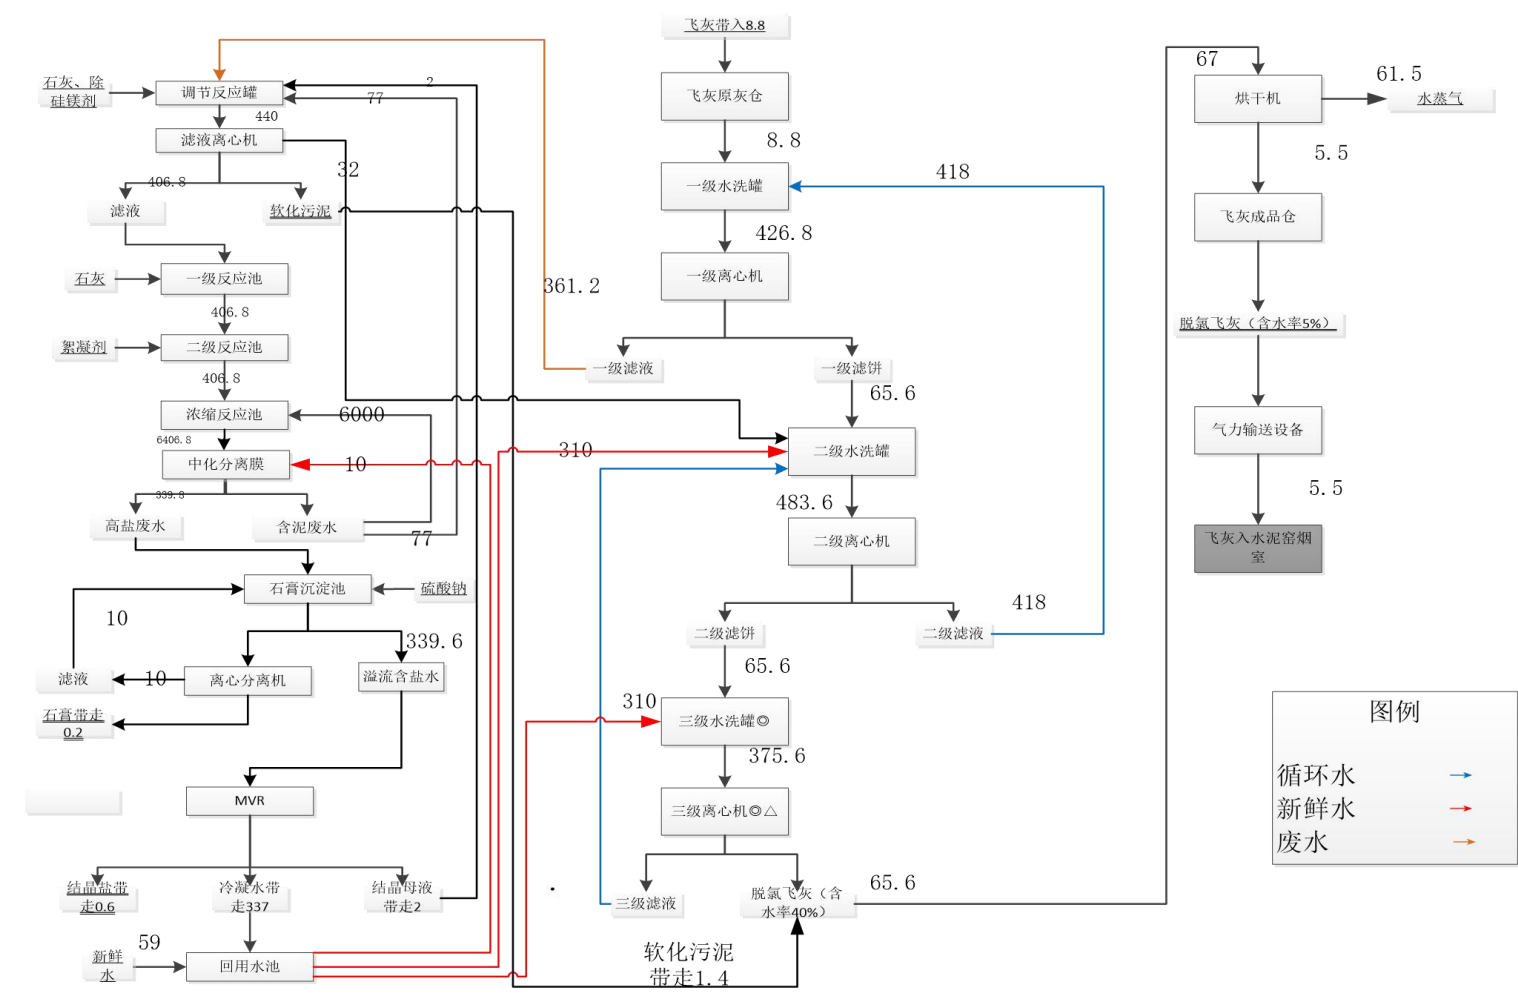 飞灰带入8.8
石灰、除
硅镁剂
调节反应罐
2
77
440
滤液离心机
32
406.8
滤液
软化污泥
石灰
一级反应池
406.8
絮凝剂
二级反应池
406.8
浓缩反应池
6000
6406.8
中化分离膜
10
339.8
高盐废水
含泥废水
77
石膏沉淀池
硫酸钠
10
339.6
滤液
10
离心分离机
溢流含盐水
石膏带走
0.2
MVR
结晶盐带
走0.6
冷凝水带
走337
结晶母液
带走2
新鲜
水
59
回用水池
飞灰原灰仓
8.8
一级水洗罐
418
426.8
一级离心机
361.2
一级滤液
一级滤饼
65.6
310
二级水洗罐
483.6
二级离心机
418
二级滤饼
二级滤液
65.6
310
三级水洗罐◎
375.6
三级离心机◎△
三级滤液
脱氯飞灰（含
水率40%）
65.6
软化污泥
带走1.4
67
烘干机
61.5
水蒸气
5.5
飞灰成品仓
脱氯飞灰（含水率5%）
气力输送设备
5.5
飞灰入水泥窑烟
室
图例
循环水
新鲜水
废水